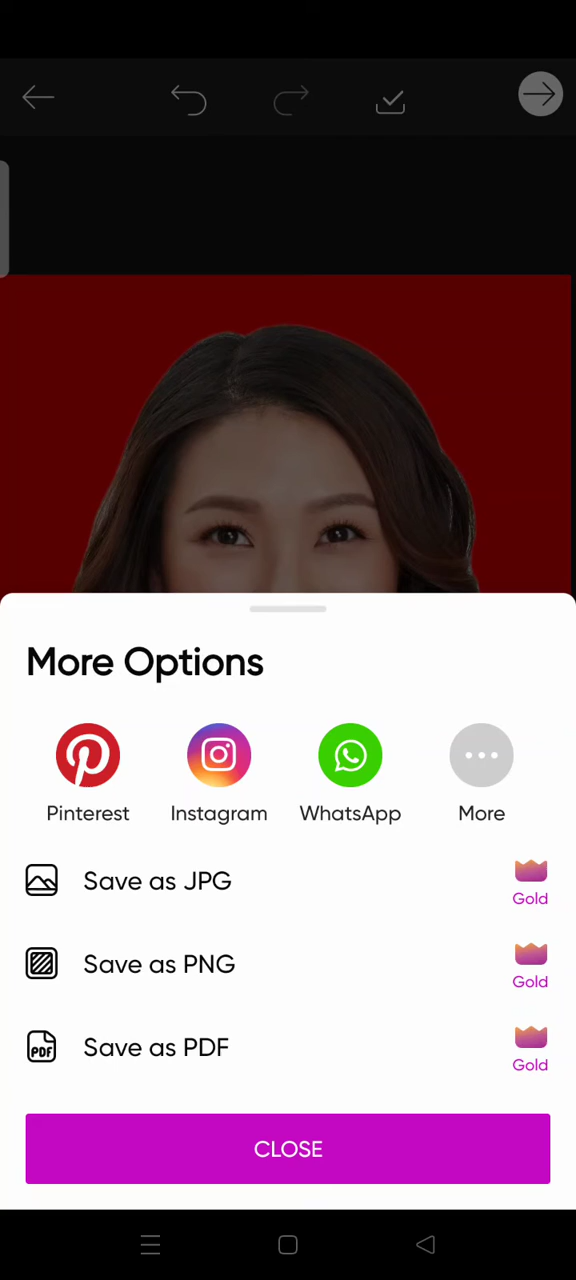 More Options
Pinterest
Instagram
WhatsApp
More
Save as JPG
Gold
Save as PNG
Gold
PDF
Save as PDF
Gold
CLOSE